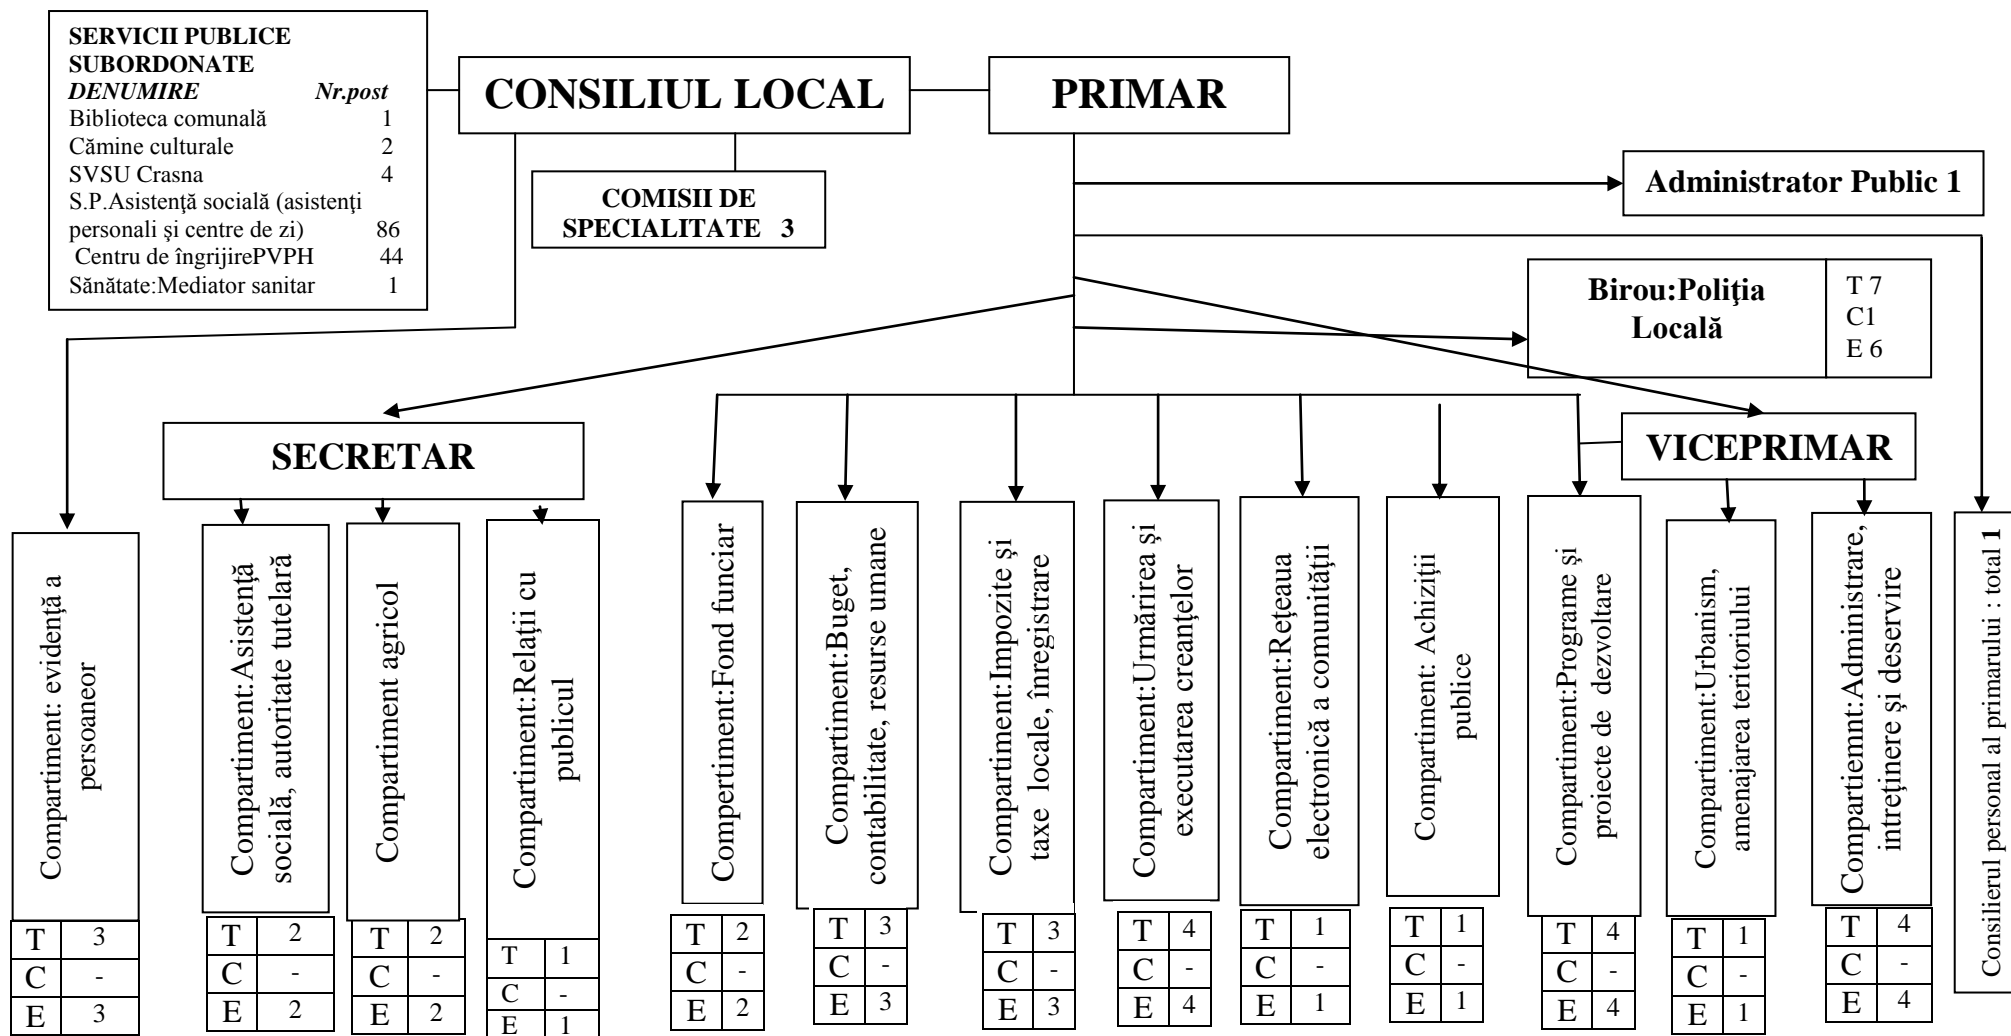 SERVICII PUBLICE
SUBORDONATE
DENUMIRE Nr.post
Biblioteca comunală 1
Cămine culturale 2
SVSU Crasna 4
S.P.Asistenţă socială (asistenţi
personali şi centre de zi) 86
Centru de îngrijirePVPH 44
Sănătate:Mediator sanitar 1
CONSILIUL LOCAL
PRIMAR
COMISII DE
SPECIALITATE 3
Administrator Public 1
Birou:Poliţia
Locală
T 7
C1
E 6
SECRETAR
VICEPRIMAR
Compartiment: evidenţă a
persoaneor
T 3
C -
E 3
Compartiment:Asistenţă
socială, autoritate tutelară
T 2
C -
E 2
Compartiment agricol
T 2
C -
E 2
Compartiment:Relaţii cu
publicul
T 1
C -
E 1
Compertiment:Fond funciar
T 2
C -
E 2
Compartiment:Buget,
contabilitate, resurse umane
T 3
C -
E 3
Compartiment:Impozite şi
taxe locale, înregistrare
T 3
C -
E 3
Compartiment:Urmărirea şi
executarea creanţelor
T 4
C -
E 4
Compartiment:Reţeaua
electronică a comunităţii
T 1
C -
E 1
Compartiment: Achiziţii
publice
T 1
C -
E 1
Compartiment:Programe şi
proiecte de dezvoltare
T 4
C -
E 4
Compartiment:Urbanism,
amenajarea teritoriului
T 1
C -
E 1
Compartiemnt:Administrare,
intreţinere şi deservire
T 4
C -
E 4
Consilierul personal al primarului : total 1